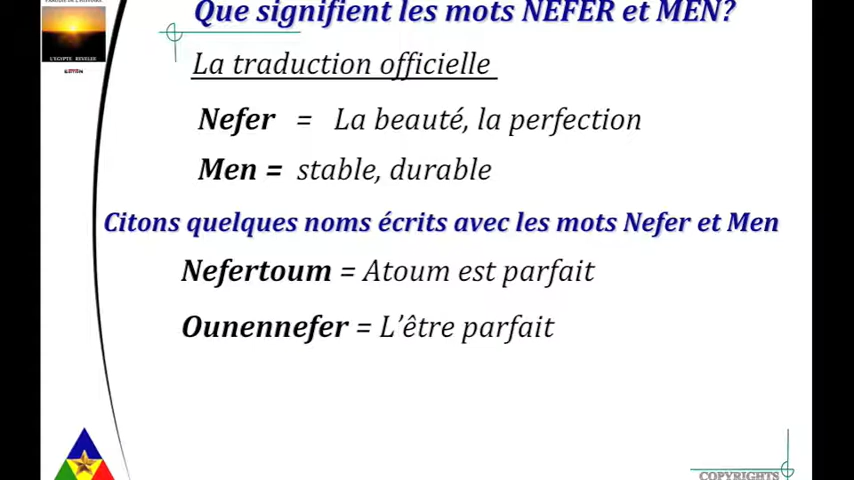 Que signifient les mots NEFER et MEN?
La traduction officielle
Nefer = La beauté, la perfection
Men = stable, durable
Citons quelques noms écrits avec les mots Nefer et Men
Nefertoum = Atoum est parfait
Ounennefer = L'être parfait
L'EGYPTE REVELEE
COPYRIGHTS